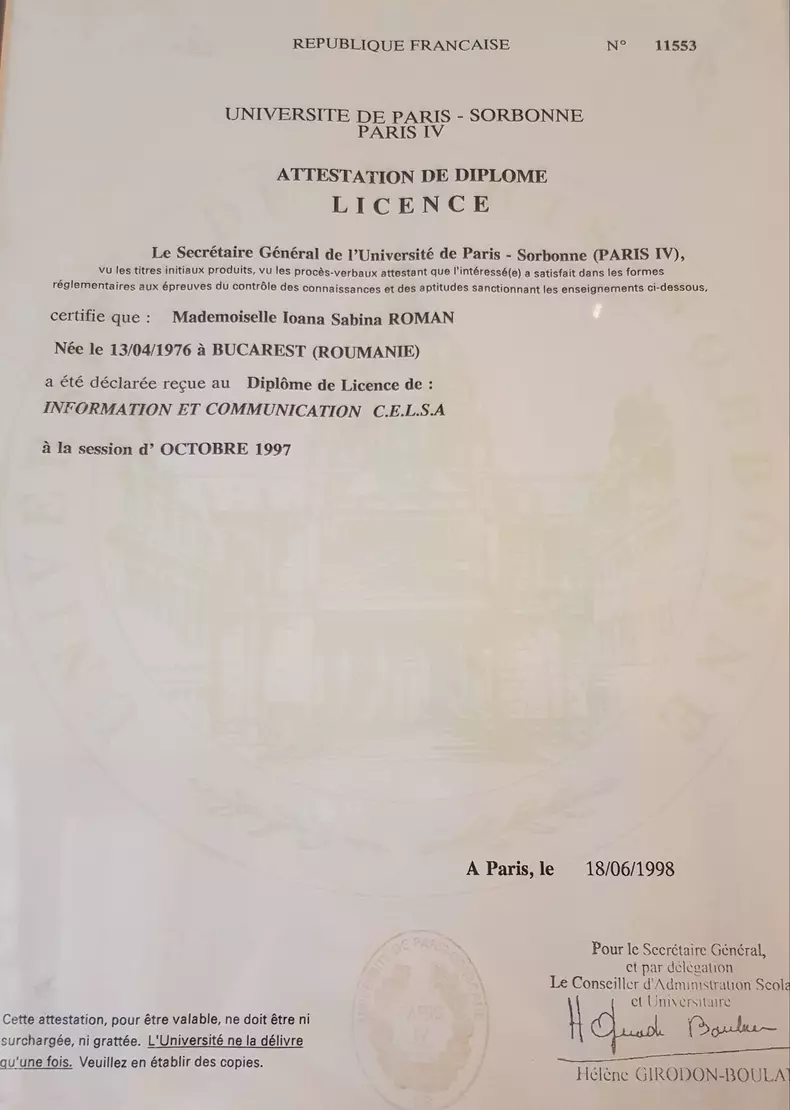 REPUBLIQUE FRANCAISE N° 11553
UNIVERSITE DE PARIS - SORBONNE
PARIS IV
ATTESTATION DE DIPLOME
LICENCE
Le Secrétaire Général de l'Université de Paris - Sorbonne (PARIS IV),
vu les titres initiaux produits, vu les procès-verbaux attestant que l'intéressé(e) a satisfait dans les formes
réglementaires aux épreuves du contrôle des connaissances et des aptitudes sanctionnant les enseignements ci-dessous,
certifie que : Mademoiselle Ioana Sabina ROMAN
Née le 13/04/1976 à BUCAREST (ROUMANIE)
a été déclarée reçue au Diplôme de Licence de :
INFORMATION ET COMMUNICATION C.E.L.S.A
à la session d' OCTOBRE 1997
A Paris, le 18/06/1998
Pour le Secrétaire Général,
et par délégation
Le Conseiller d'Administration Scola
et Universitaire
Hélène GIRODON-BOULA
Cette attestation, pour être valable, ne doit être ni
surchargée, ni grattée. L'Université ne la délivre
qu'une fois. Veuillez en établir des copies.